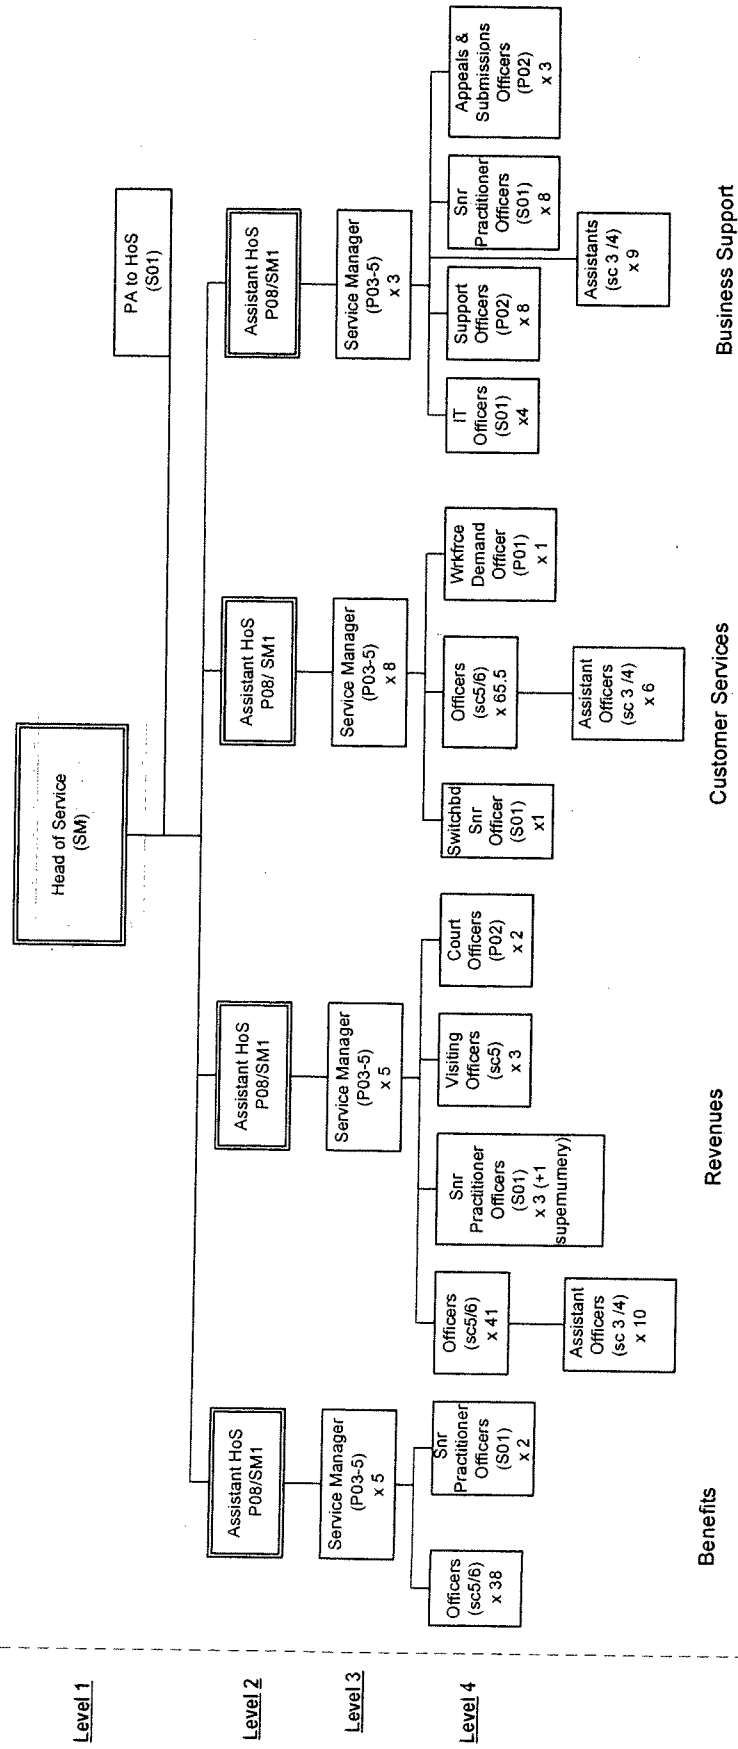 Level 1
Head of Service
(SM)
PA to HoS
(S01)
Level 2
Assistant HoS
P08/SM1
Assistant HoS
P08/SM1
Assistant HoS
P08/ SM1
Assistant HoS
P08/SM1
Level 3
Service Manager
(P03-5)
x 5
Service Manager
(P03-5)
x 5
Service Manager
(P03-5)
x 8
Service Manager
(P03-5)
x 3
Level 4
Officers
(sc5/6)
x 38
Snr
Practitioner
Officers
(S01)
x 2
Officers
(sc5/6)
x 41
Snr
Practitioner
Officers
(S01)
x 3 (+1
supernumery)
Visiting
Officers
(sc5)
x 3
Court
Officers
(P02)
x 2
Switchbd
Snr
Officer
(S01)
x1
Officers
(sc5/6)
x 65.5
Wrkfrce
Demand
Officer
(P01)
x 1
IT
Officers
(S01)
x4
Support
Officers
(P02)
x 8
Snr
Practitioner
Officers
(S01)
x 8
Appeals &
Submissions
Officers
(P02)
x 3
Assistant
Officers
(sc 3 /4)
x 10
Assistant
Officers
(sc 3 /4)
x 6
Assistants
(sc 3 /4)
x 9
Benefits
Revenues
Customer Services
Business Support